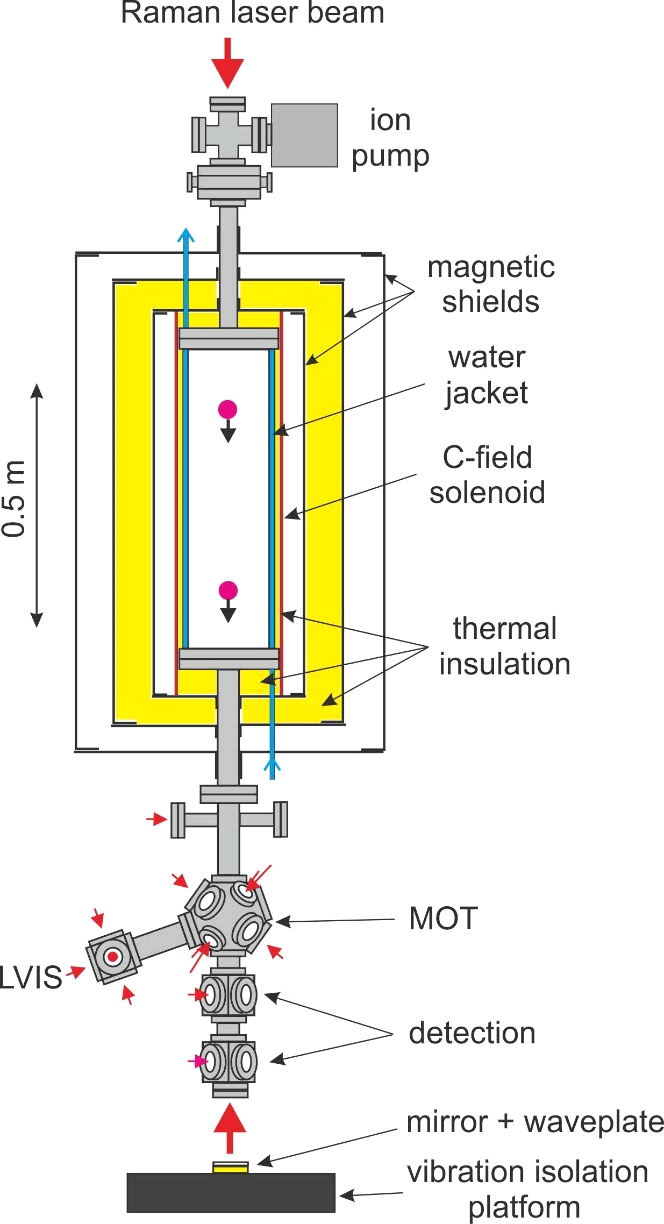 Raman laser beam
ion
pump
magnetic
shields
water
jacket
C-field
solenoid
0.5 m
thermal
insulation
MOT
LVIS
detection
mirror + waveplate
vibration isolation
platform